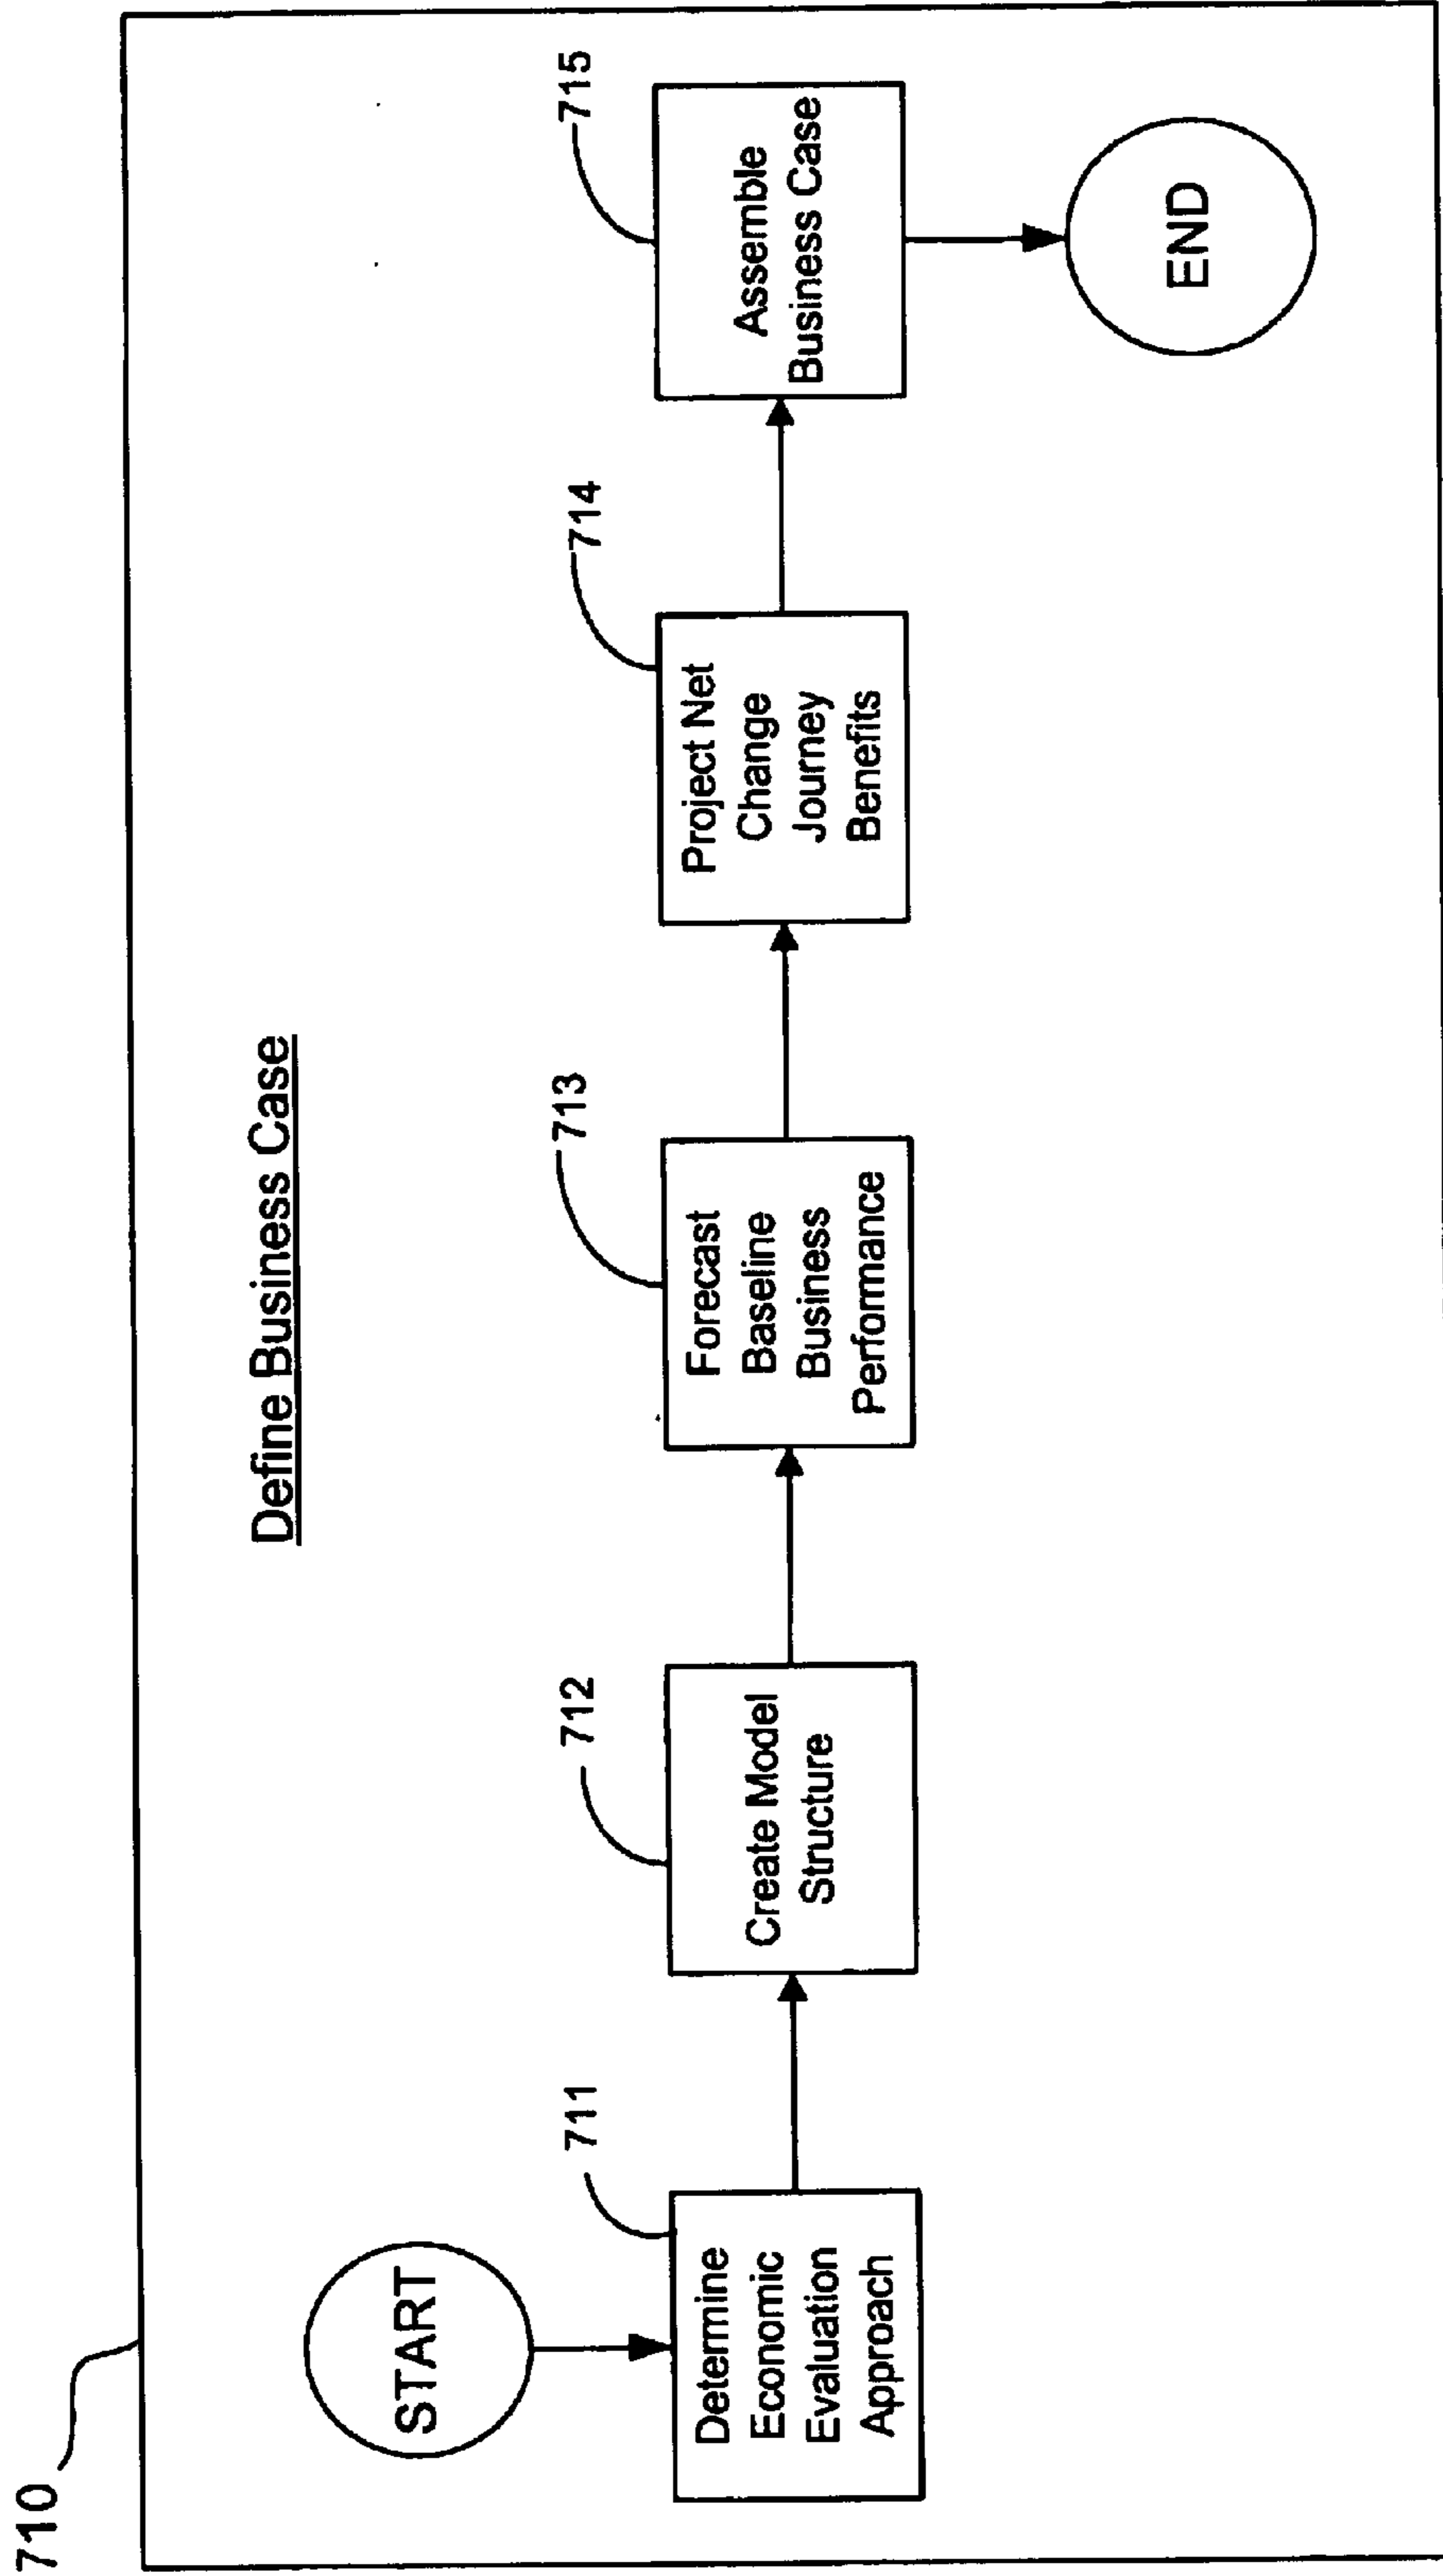 710
Define Business Case
START
711
Determine
Economic
Evaluation
Approach
712
Create Model
Structure
713
Forecast
Baseline
Business
Performance
714
Project Net
Change
Journey
Benefits
715
Assemble
Business Case
END